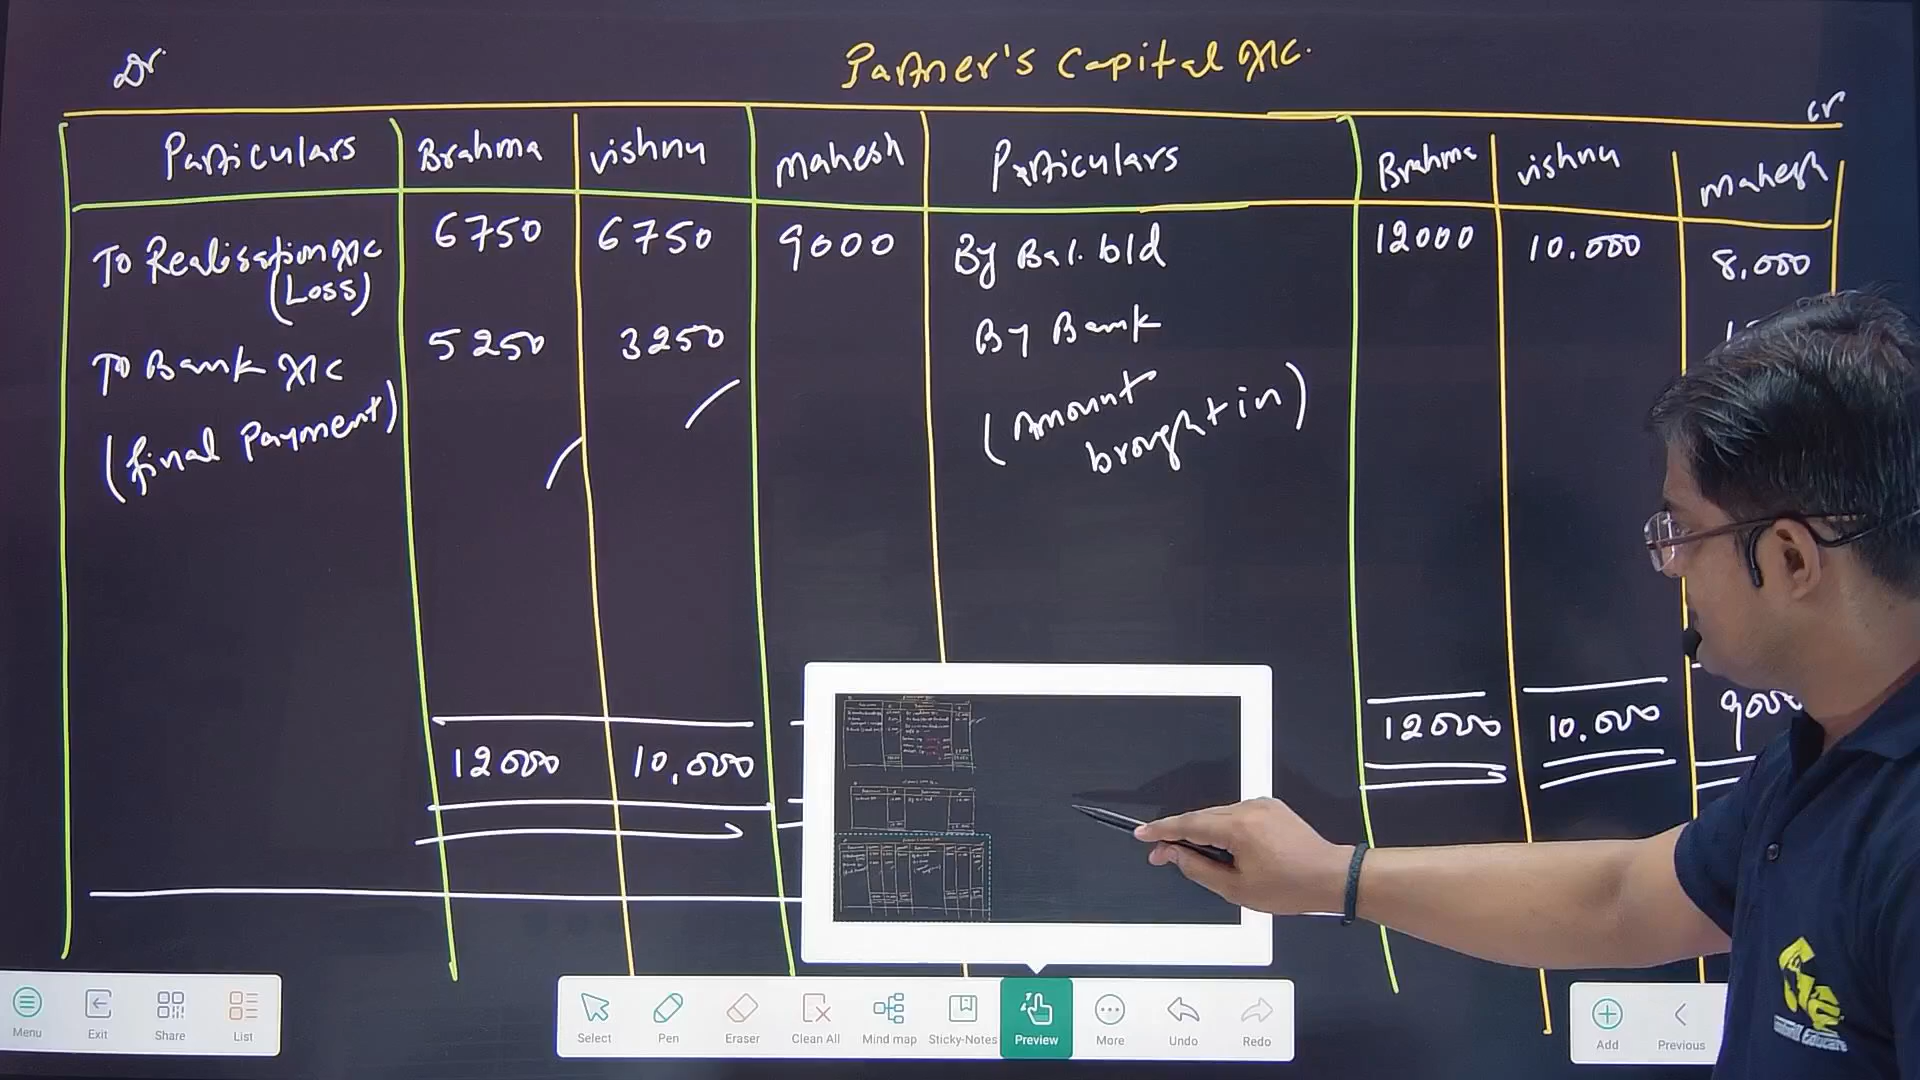 Dr
Partner's Capital A/c.
Cr
Particulars Brahma Vishnu Mahesh Particulars Brahma Vishnu Mahesh
To Realisation A/c 6750 6750 9000 By Bal. b/d 12000 10,000 8,000
(Loss)
To Bank A/c 5250 3250 By Bank
(final Payment) (Amount
brought in)
12000 10,000 12000 10,000
Menu Exit Share List Select Pen Eraser Clean All Mind map Sticky-Notes Preview More Undo Redo Add Previous